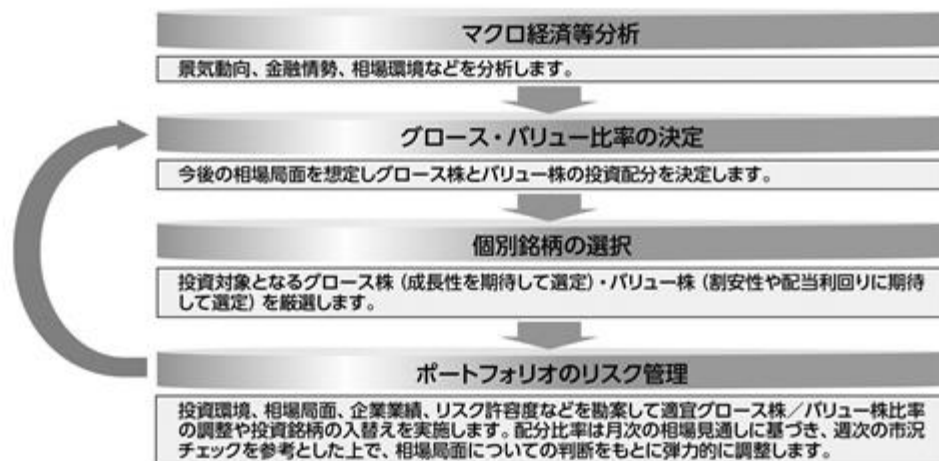 マクロ経済等分析
景気動向、金融情勢、相場環境などを分析します。
グロース・バリュー比率の決定
今後の相場局面を想定しグロース株とバリュー株の投資配分を決定します。
個別銘柄の選択
投資対象となるグロース株（成長性を期待して選定）・バリュー株（割安性や配当利回りに期待
して選定）を厳選します。
ポートフォリオのリスク管理
投資環境、相場局面、企業業績、リスク許容度などを勘案して適宜グロース株／バリュー株比率
の調整や投資銘柄の入替えを実施します。配分比率は月次の相場見通しに基づき、週次の市況
チェックを参考とした上で、相場局面についての判断をもとに弾力的に調整します。